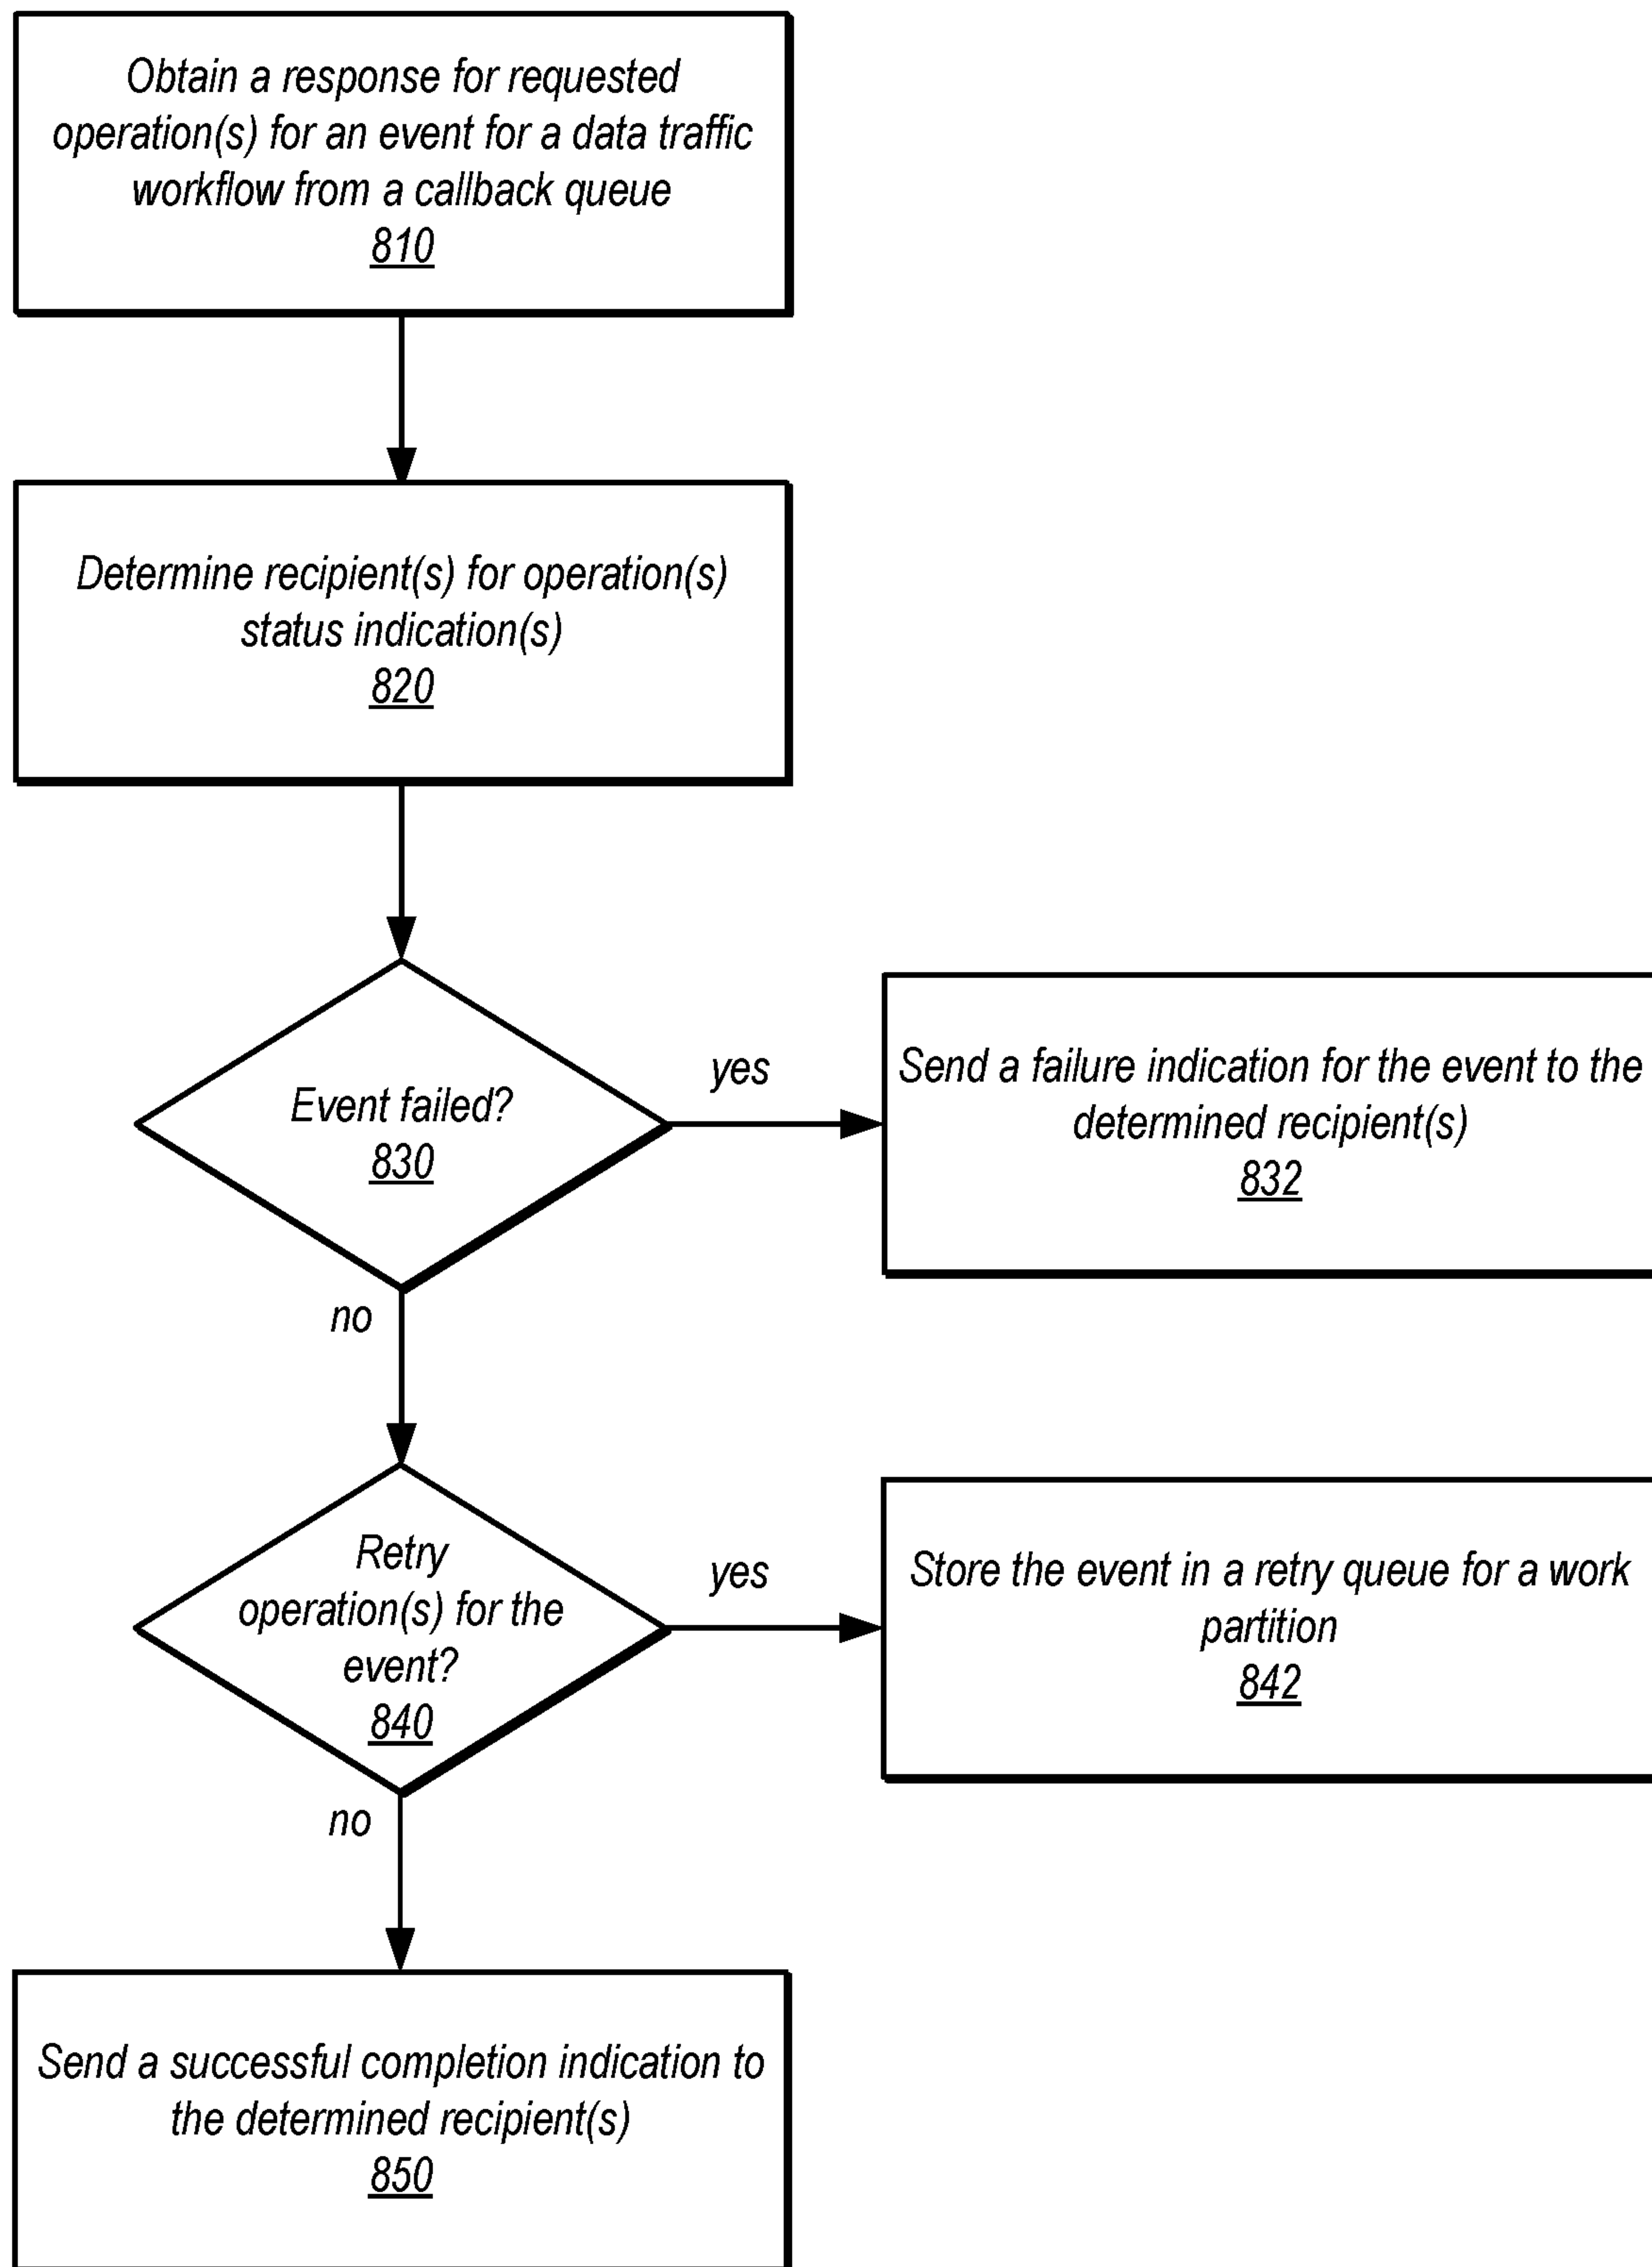 Obtain a response for requested
operation(s) for an event for a data traffic
workflow from a callback queue
810
Determine recipient(s) for operation(s)
status indication(s)
820
Event failed?
830
yes
Send a failure indication for the event to the
determined recipient(s)
832
no
Retry
operation(s) for the
event?
840
yes
Store the event in a retry queue for a work
partition
842
no
Send a successful completion indication to
the determined recipient(s)
850